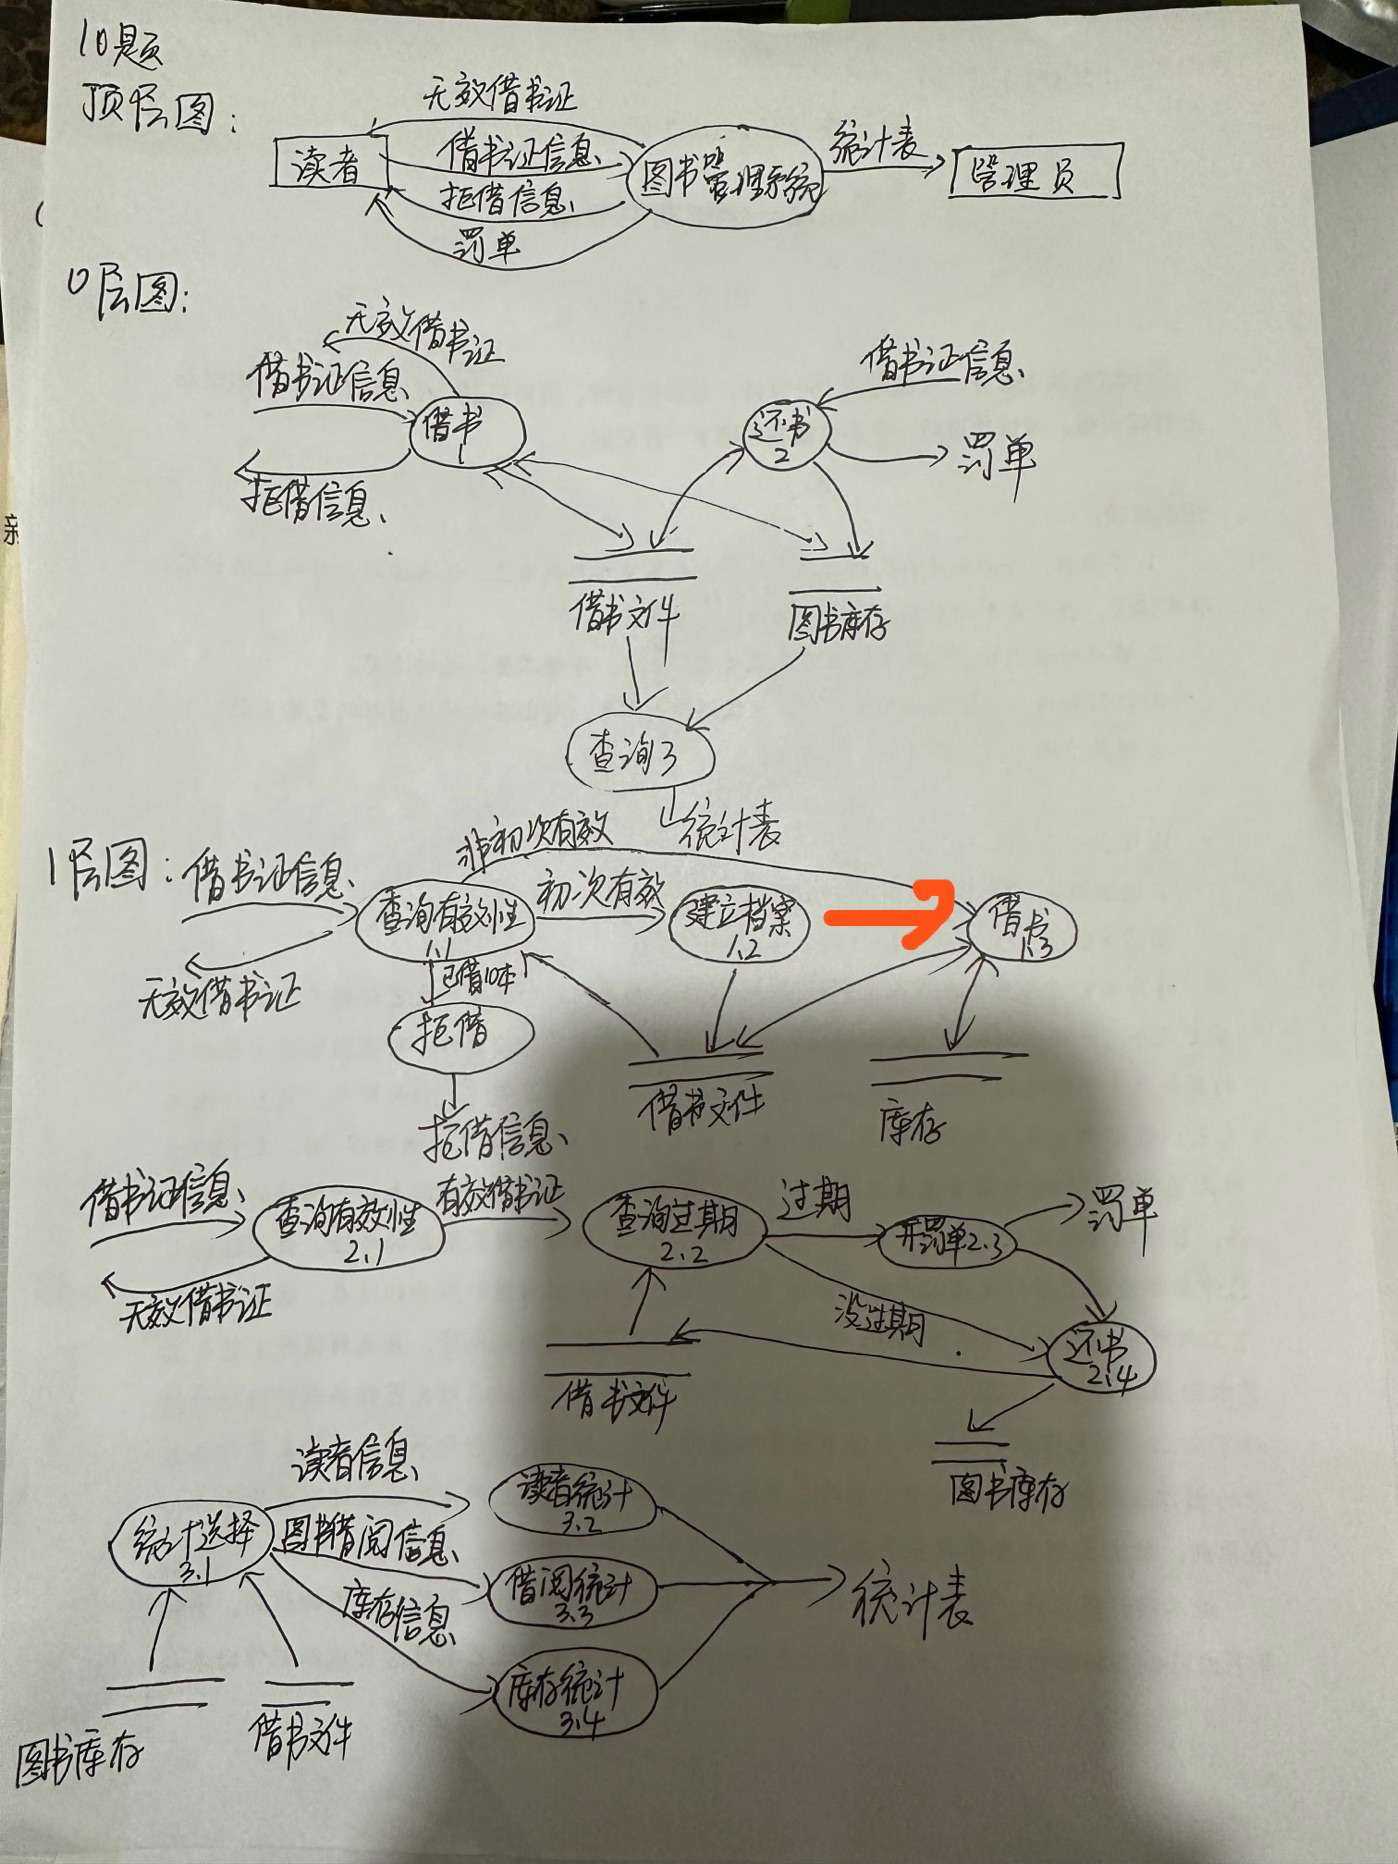 10题
顶层图：
无效借书证
读者
借书证信息
图书管理系统
统计表
管理员
拒借信息
罚单
0层图：
无效借书证
借书证信息
借书
1
拒借信息
借书证信息
还书
2
罚单
借书文件
图书库存
查询3
统计表
1层图：
借书证信息
非初次有效
查询有效性
1.1
初次有效
建立档案
1.2
借书
1.3
无效借书证
已借10本
拒借
拒借信息
借书文件
库存
借书证信息
查询有效性
2.1
有效借书证
查询过期
2.2
过期
开罚单2.3
罚单
无效借书证
没过期
还书
2.4
借书文件
图书库存
读者信息
统计选择
3.1
图书借阅信息
库存信息
读者统计
3.2
借阅统计
3.3
库存统计
3.4
统计表
图书库存
借书文件